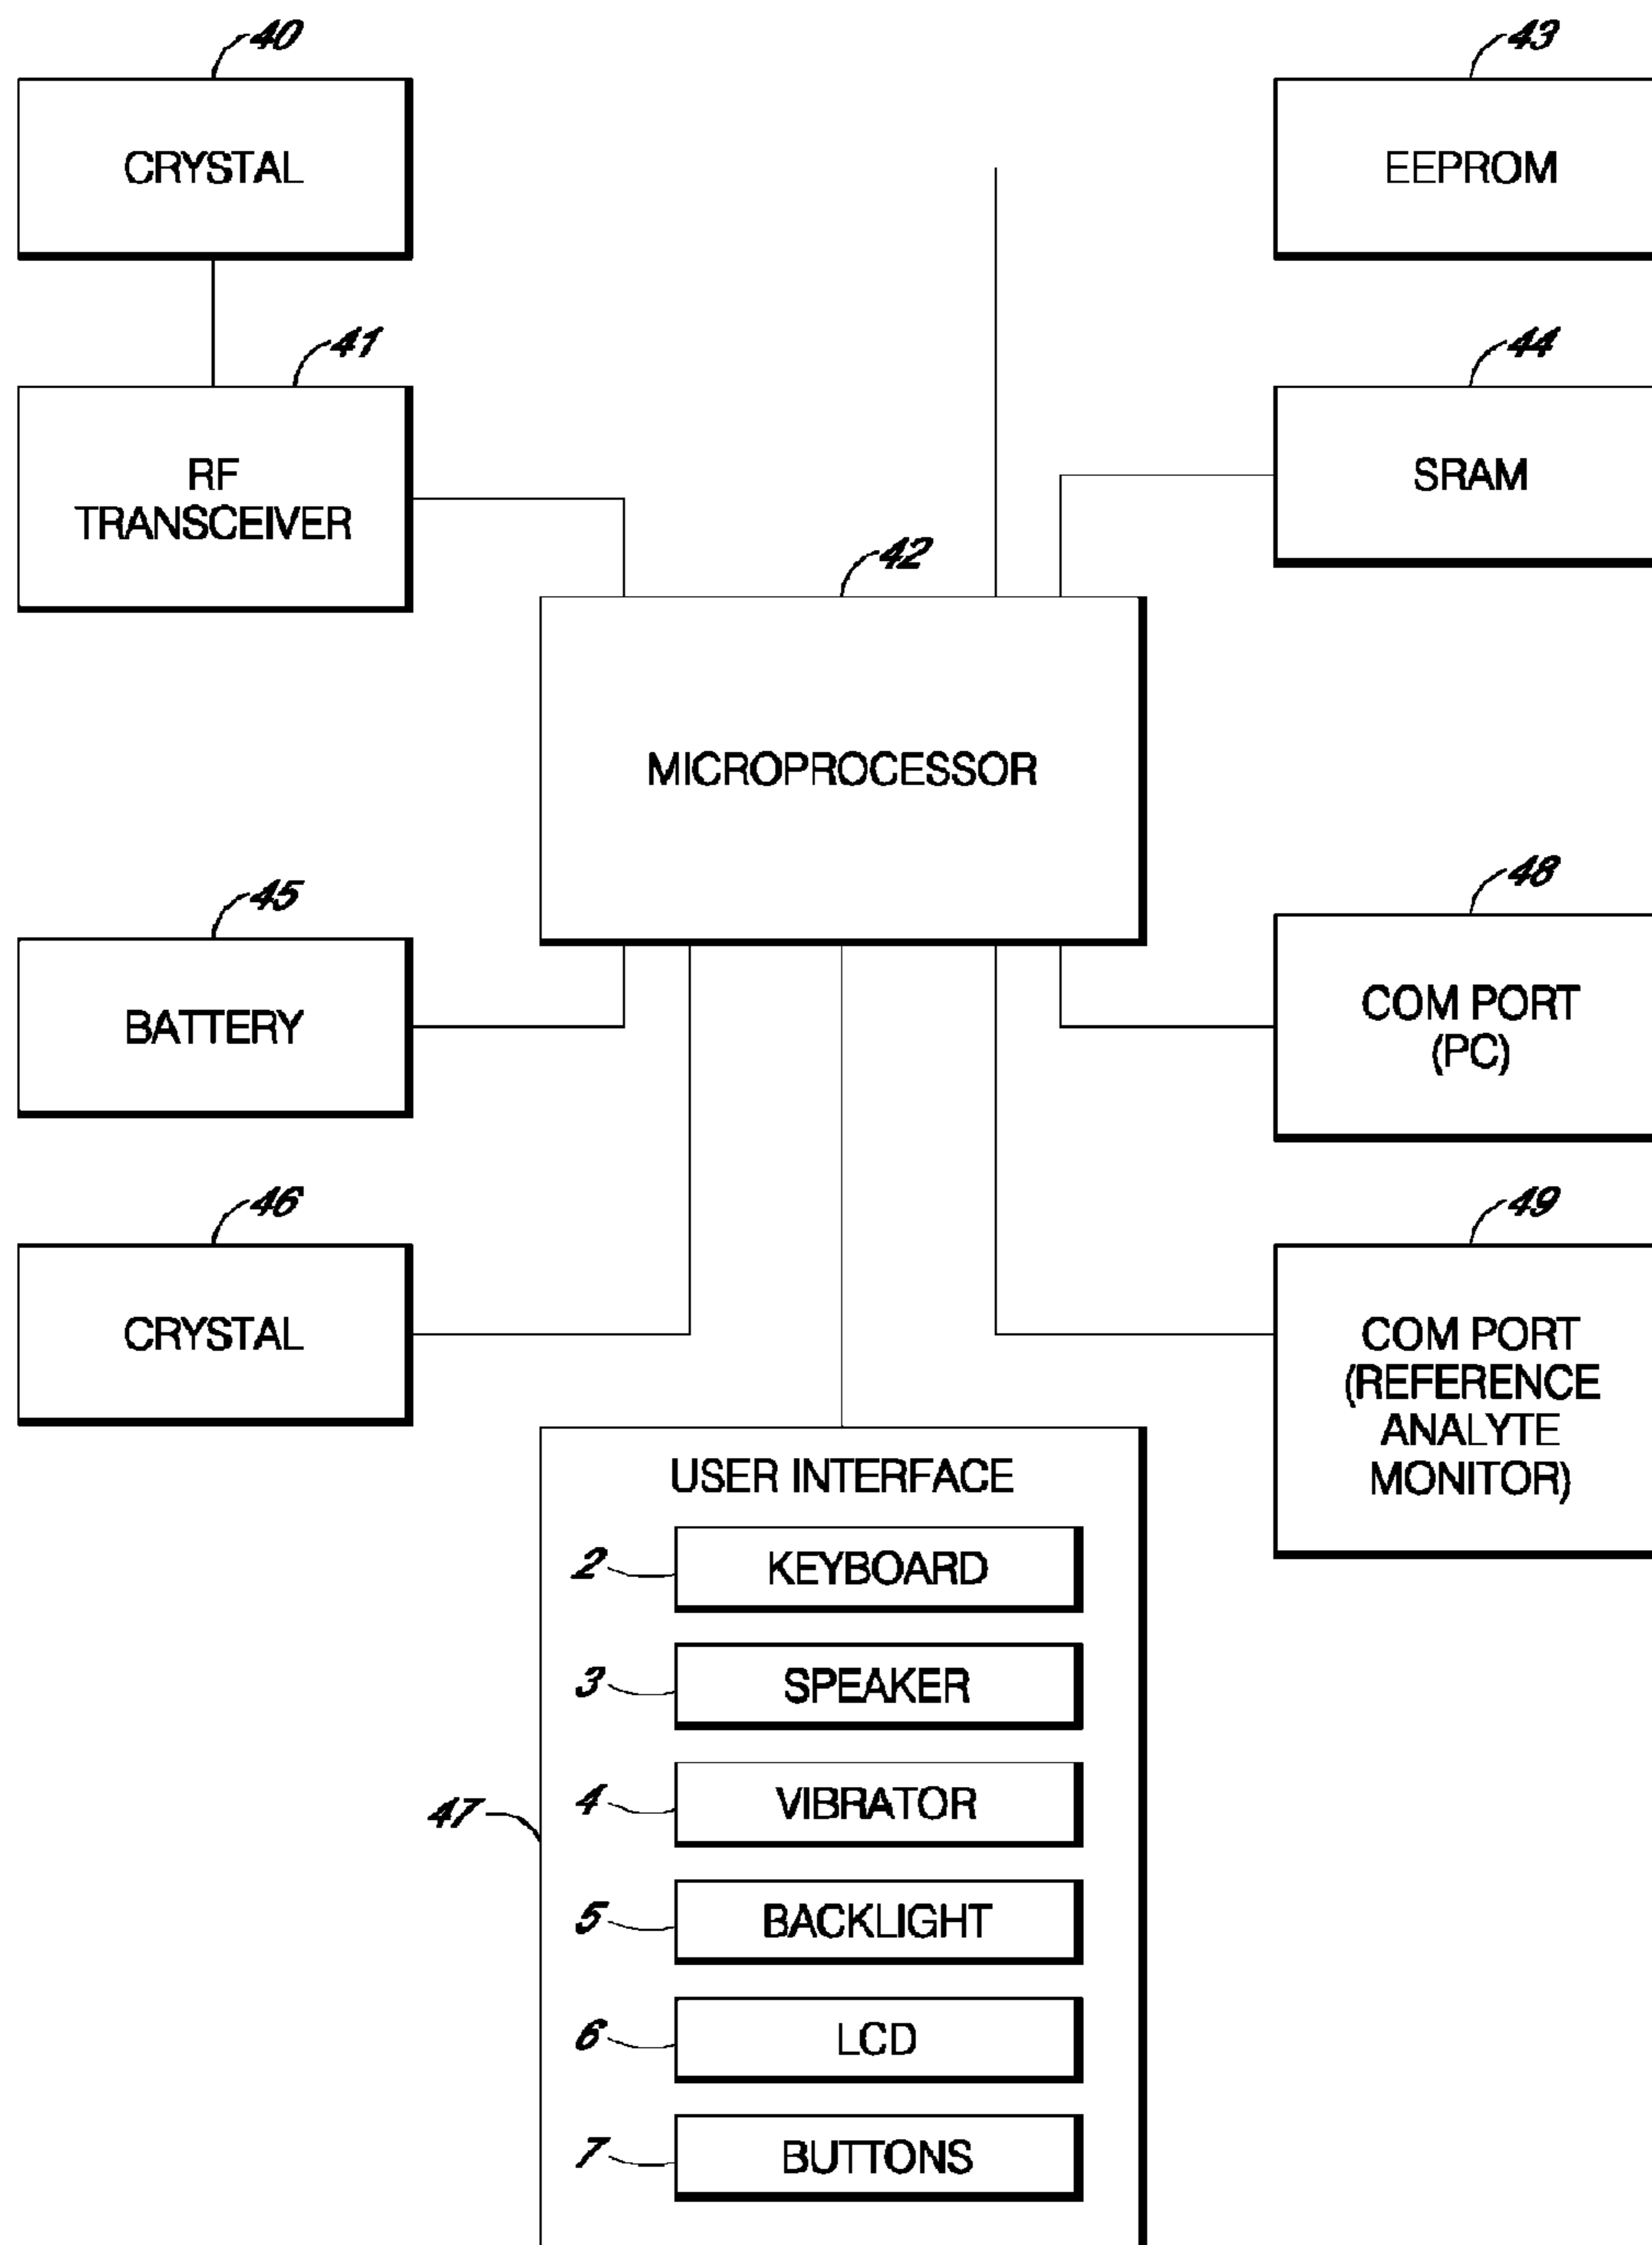 40
CRYSTAL
43
EEPROM
41
RF
TRANSCEIVER
44
SRAM
42
MICROPROCESSOR
45
BATTERY
48
COM PORT
(PC)
46
CRYSTAL
49
COM PORT
(REFERENCE
ANALYTE
MONITOR)
47
USER INTERFACE
2 KEYBOARD
3 SPEAKER
4 VIBRATOR
5 BACKLIGHT
6 LCD
7 BUTTONS